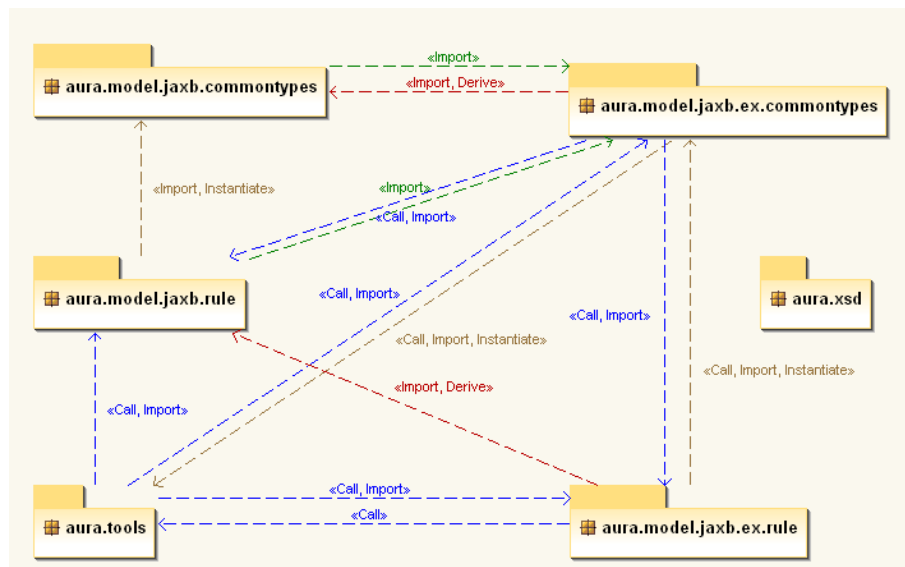 «Import»
aura.model.jaxb.commontypes
«Import, Derive»
aura.model.jaxb.ex.commontypes
«Import, Instantiate»
«Import»
«Call, Import»
aura.model.jaxb.rule
«Call, Import»
aura.xsd
«Call, Import»
«Call, Import, Instantiate»
«Call, Import, Instantiate»
«Import, Derive»
«Call, Import»
«Call, Import»
«Call»
aura.tools
aura.model.jaxb.ex.rule